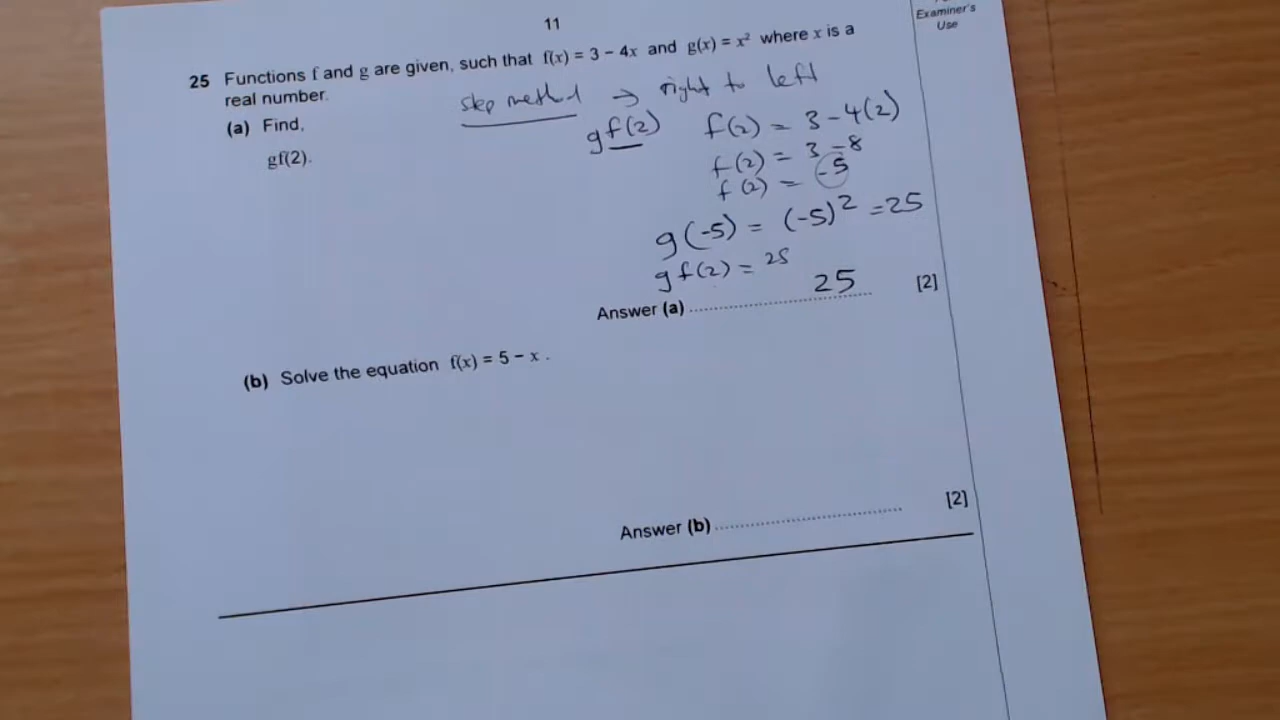 11
Examiner's
Use
25 Functions f and g are given, such that f(x) = 3 – 4x and g(x) = x² where x is a
real number.
step method → right to left
(a) Find,
gf(2).
gf(2)
f(2) = 3 – 4(2)
f(2) = 3 – 8
f(2) = -5
g(-5) = (-5)² = 25
gf(2) = 25
Answer (a) ........ 25 ........ [2]
(b) Solve the equation f(x) = 5 – x .
Answer (b) ................ [2]